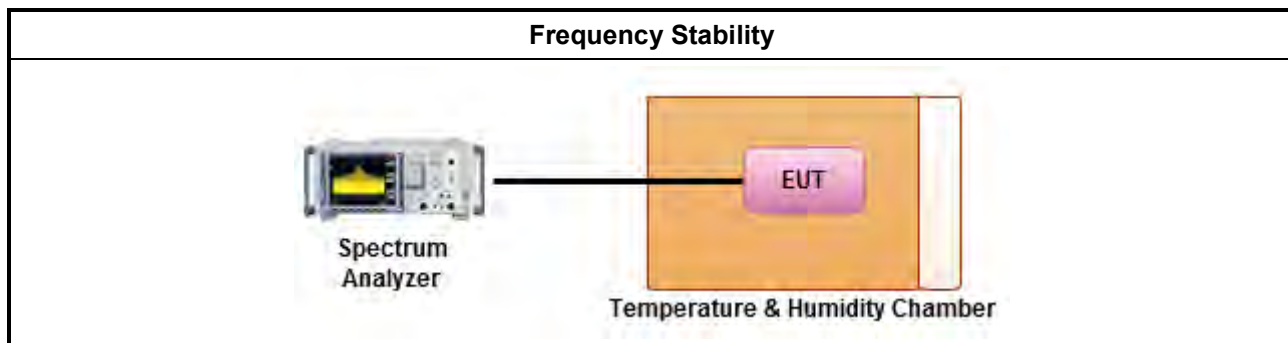 Frequency Stability
EUT
Spectrum
Analyzer
Temperature & Humidity Chamber